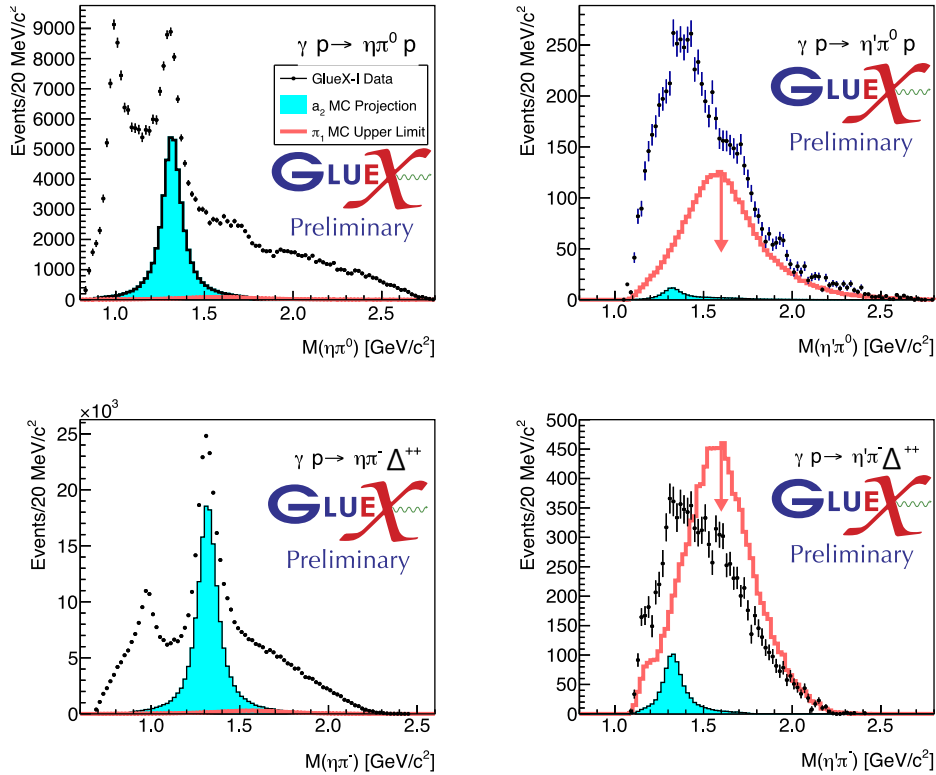 Events/20 MeV/c²
9000
8000
7000
6000
5000
4000
3000
2000
1000
0
γ p→ ηπ⁰ p
GlueX-I Data
a₂ MC Projection
π₁ MC Upper Limit
GLUEX
Preliminary
1.0 1.5 2.0 2.5
M(ηπ⁰) [GeV/c²]
Events/20 MeV/c²
250
200
150
100
50
0
γ p→ η'π⁰ p
GLUEX
Preliminary
1.0 1.5 2.0 2.5
M(η'π⁰) [GeV/c²]
×10³
Events/20 MeV/c²
25
20
15
10
5
0
γ p→ ηπ⁻ Δ⁺⁺
GLUEX
Preliminary
1.0 1.5 2.0 2.5
M(ηπ⁻) [GeV/c²]
Events/20 MeV/c²
500
450
400
350
300
250
200
150
100
50
0
γ p→ η'π⁻ Δ⁺⁺
GLUEX
Preliminary
1.0 1.5 2.0 2.5
M(η'π⁻) [GeV/c²]